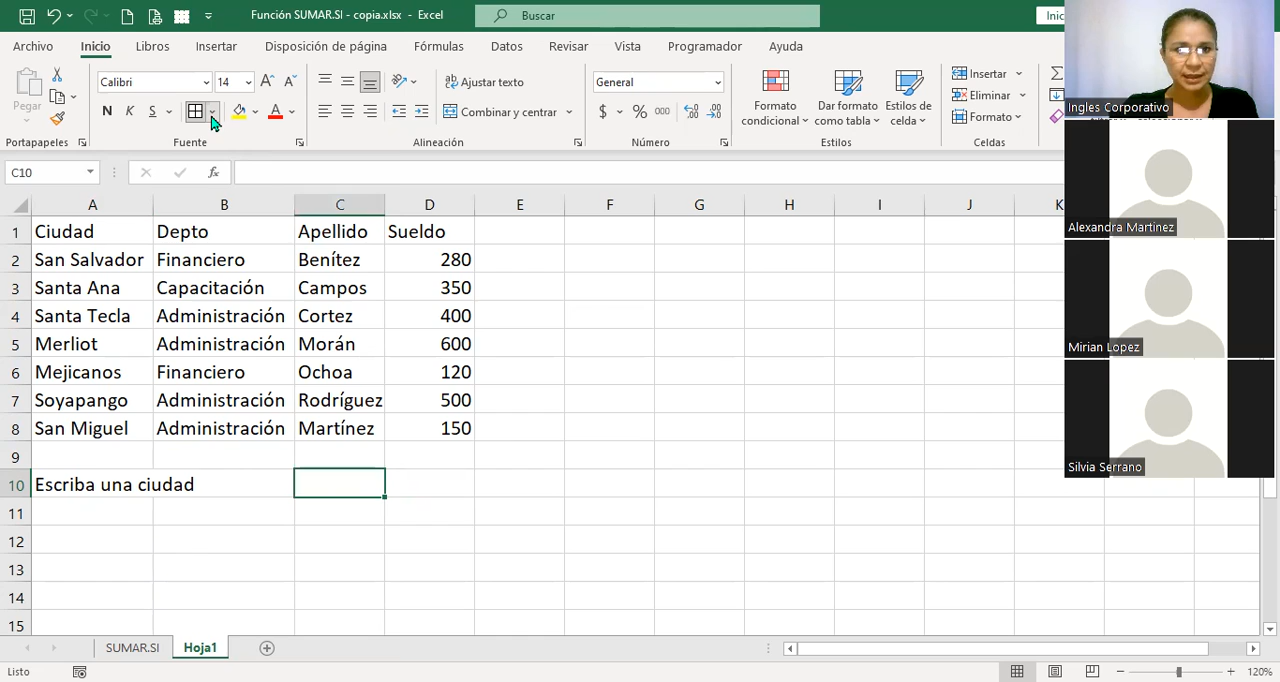 Función SUMAR.SI - copia.xlsx - Excel
Buscar
Archivo Inicio Libros Insertar Disposición de página Fórmulas Datos Revisar Vista Programador Ayuda
Pegar
Calibri 14
N K S
Ajustar texto
Combinar y centrar
General
$ % 000
Formato condicional
Dar formato como tabla
Estilos de celda
Insertar
Eliminar
Formato
Portapapeles Fuente Alineación Número Estilos Celdas
C10 fx
A B C D E F G H I J K
1 Ciudad Depto Apellido Sueldo
2 San Salvador Financiero Benítez 280
3 Santa Ana Capacitación Campos 350
4 Santa Tecla Administración Cortez 400
5 Merliot Administración Morán 600
6 Mejicanos Financiero Ochoa 120
7 Soyapango Administración Rodríguez 500
8 San Miguel Administración Martínez 150
9
10 Escriba una ciudad
11
12
13
14
15
SUMAR.SI Hoja1
Listo 120%
Ingles Corporativo
Alexandra Martinez
Mirian Lopez
Silvia Serrano